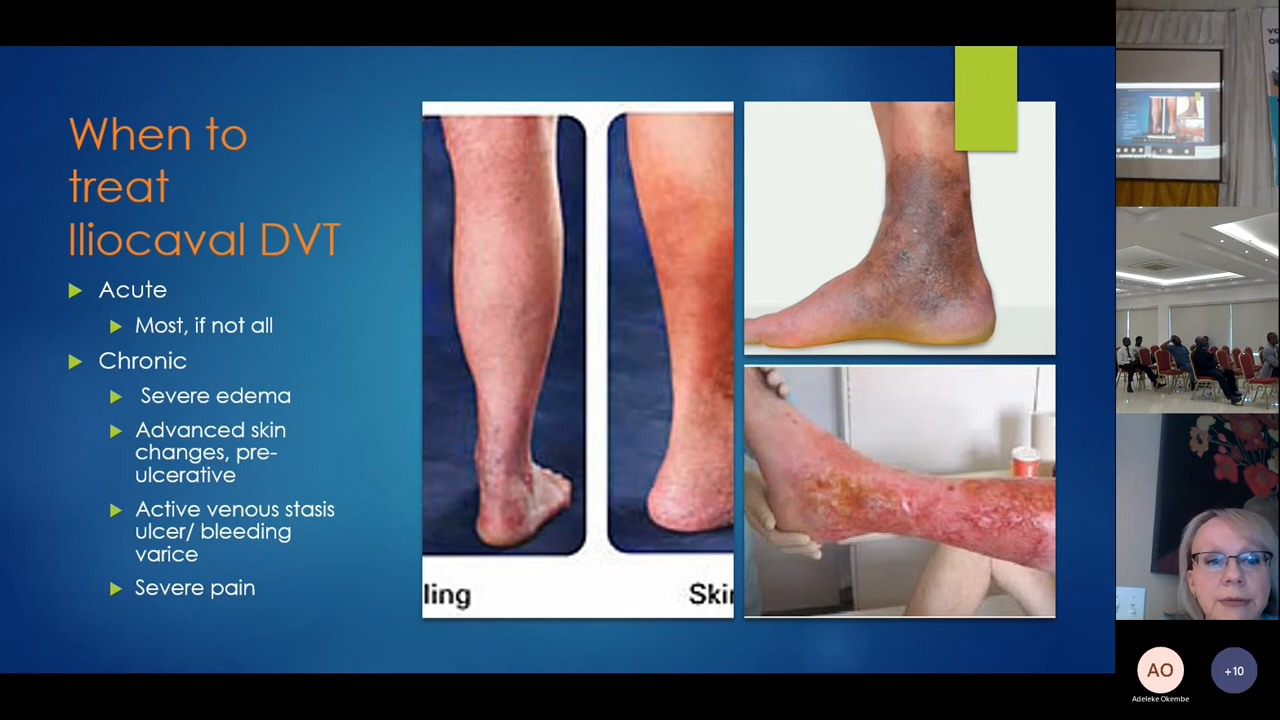 When to
treat
Iliocaval DVT
Acute
Most, if not all
Chronic
Severe edema
Advanced skin
changes, pre-
ulcerative
Active venous stasis
ulcer/ bleeding
varice
Severe pain
ling
Skin
AO
+10
Adeleke Okembe